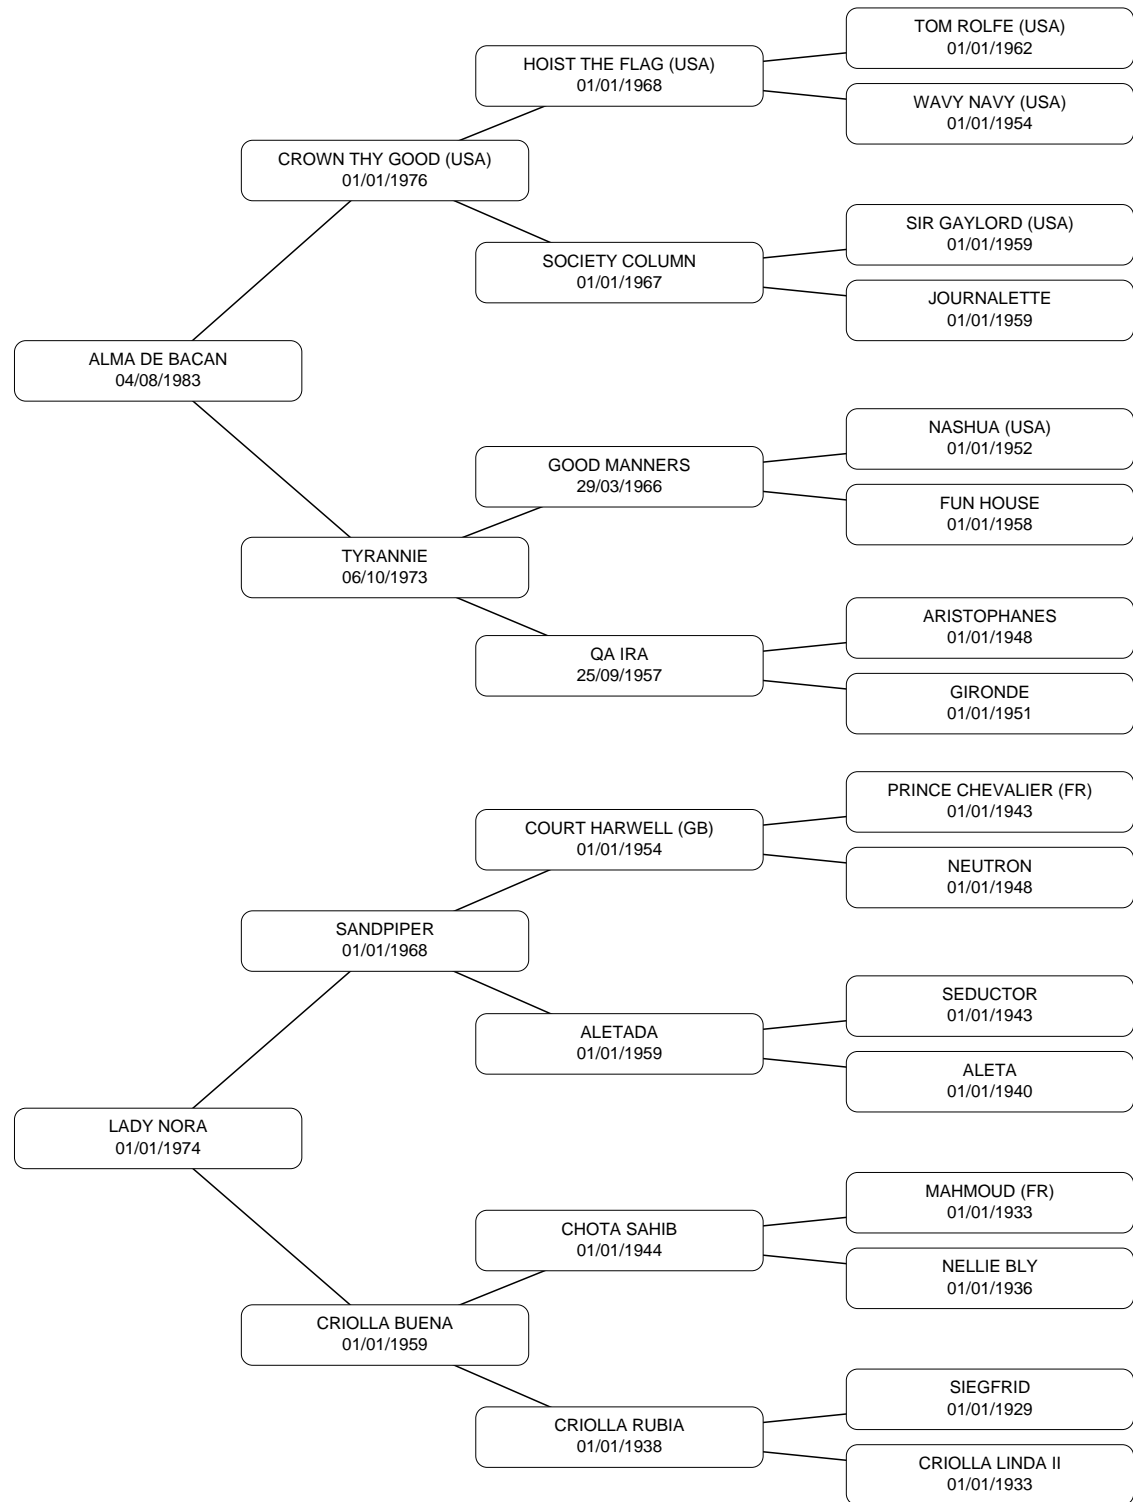 TOM ROLFE (USA)
01/01/1962
HOIST THE FLAG (USA)
01/01/1968
WAVY NAVY (USA)
01/01/1954
CROWN THY GOOD (USA)
01/01/1976
SIR GAYLORD (USA)
01/01/1959
SOCIETY COLUMN
01/01/1967
JOURNALETTE
01/01/1959
ALMA DE BACAN
04/08/1983
NASHUA (USA)
01/01/1952
GOOD MANNERS
29/03/1966
FUN HOUSE
01/01/1958
TYRANNIE
06/10/1973
ARISTOPHANES
01/01/1948
QA IRA
25/09/1957
GIRONDE
01/01/1951
PRINCE CHEVALIER (FR)
01/01/1943
COURT HARWELL (GB)
01/01/1954
NEUTRON
01/01/1948
SANDPIPER
01/01/1968
SEDUCTOR
01/01/1943
ALETADA
01/01/1959
ALETA
01/01/1940
LADY NORA
01/01/1974
MAHMOUD (FR)
01/01/1933
CHOTA SAHIB
01/01/1944
NELLIE BLY
01/01/1936
CRIOLLA BUENA
01/01/1959
SIEGFRID
01/01/1929
CRIOLLA RUBIA
01/01/1938
CRIOLLA LINDA II
01/01/1933